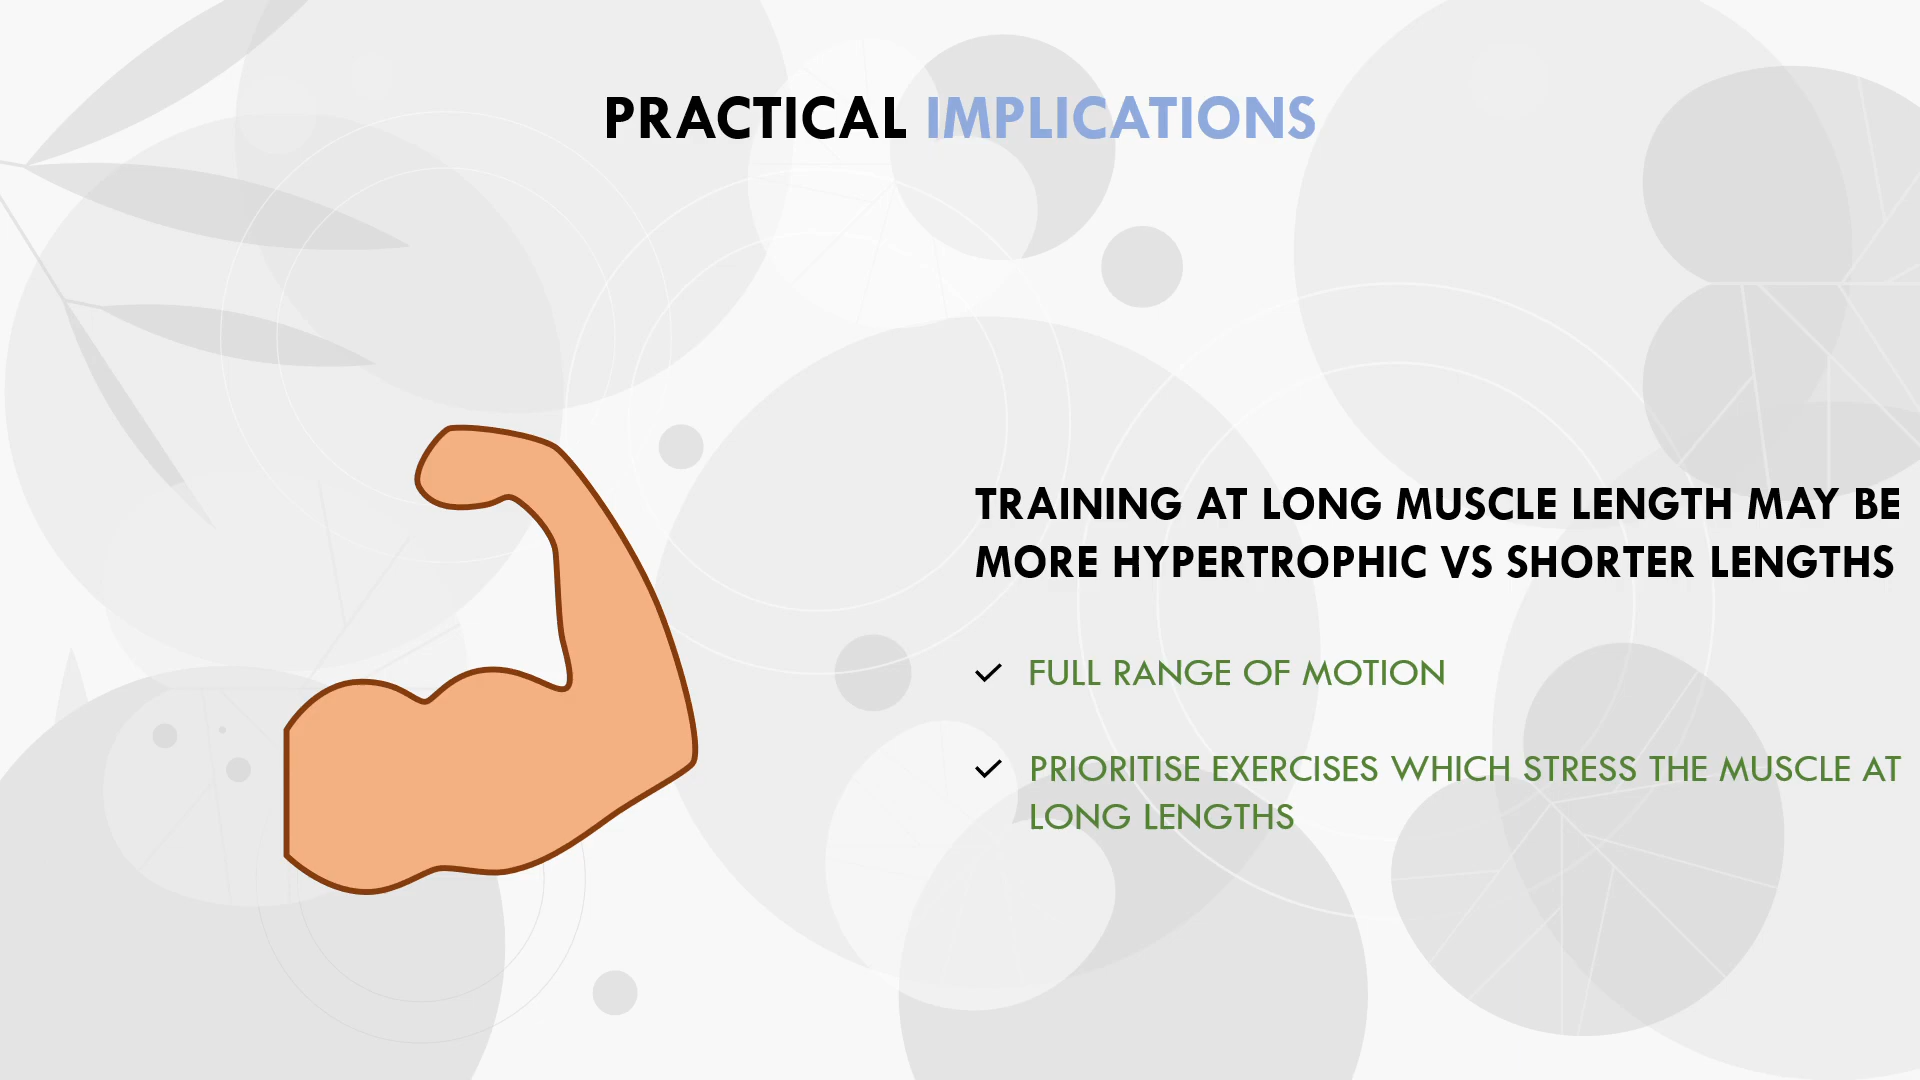 PRACTICAL IMPLICATIONS
TRAINING AT LONG MUSCLE LENGTH MAY BE
MORE HYPERTROPHIC VS SHORTER LENGTHS
FULL RANGE OF MOTION
PRIORITISE EXERCISES WHICH STRESS THE MUSCLE AT
LONG LENGTHS